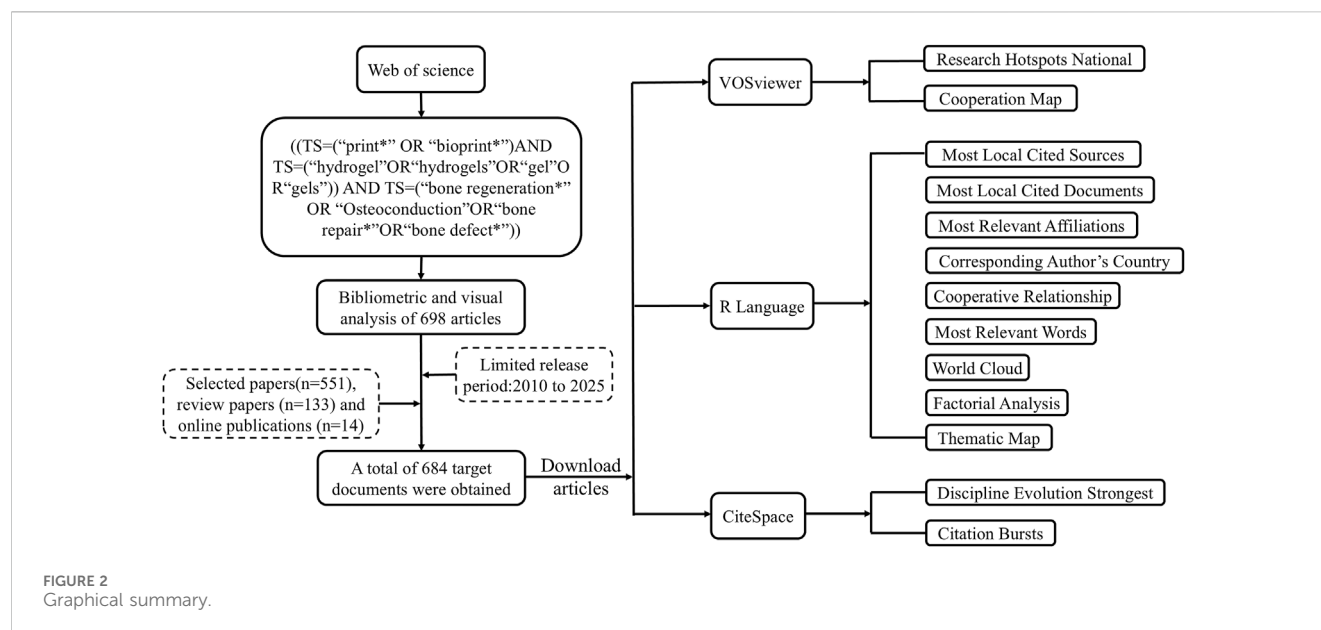 Web of science
((TS=(“print*” OR “bioprint*”)AND
TS=(“hydrogel”OR“hydrogels”OR“gel”O
R“gels”)) AND TS=(“bone regeneration*”
OR “Osteoconduction”OR“bone
repair*”OR“bone defect*”))
Bibliometric and visual
analysis of 698 articles
Limited release
period:2010 to 2025
Selected papers(n=551),
review papers (n=133) and
online publications (n=14)
A total of 684 target
documents were obtained
Download
articles
VOSviewer
Research Hotspots National
Cooperation Map
R Language
Most Local Cited Sources
Most Local Cited Documents
Most Relevant Affiliations
Corresponding Author’s Country
Cooperative Relationship
Most Relevant Words
World Cloud
Factorial Analysis
Thematic Map
CiteSpace
Discipline Evolution Strongest
Citation Bursts
FIGURE 2
Graphical summary.